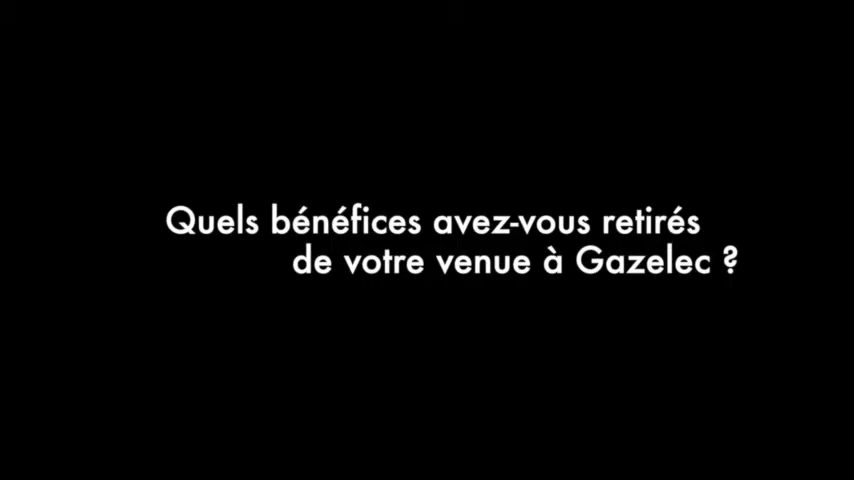 Quels bénéfices avez-vous retirés
de votre venue à Gazelec ?